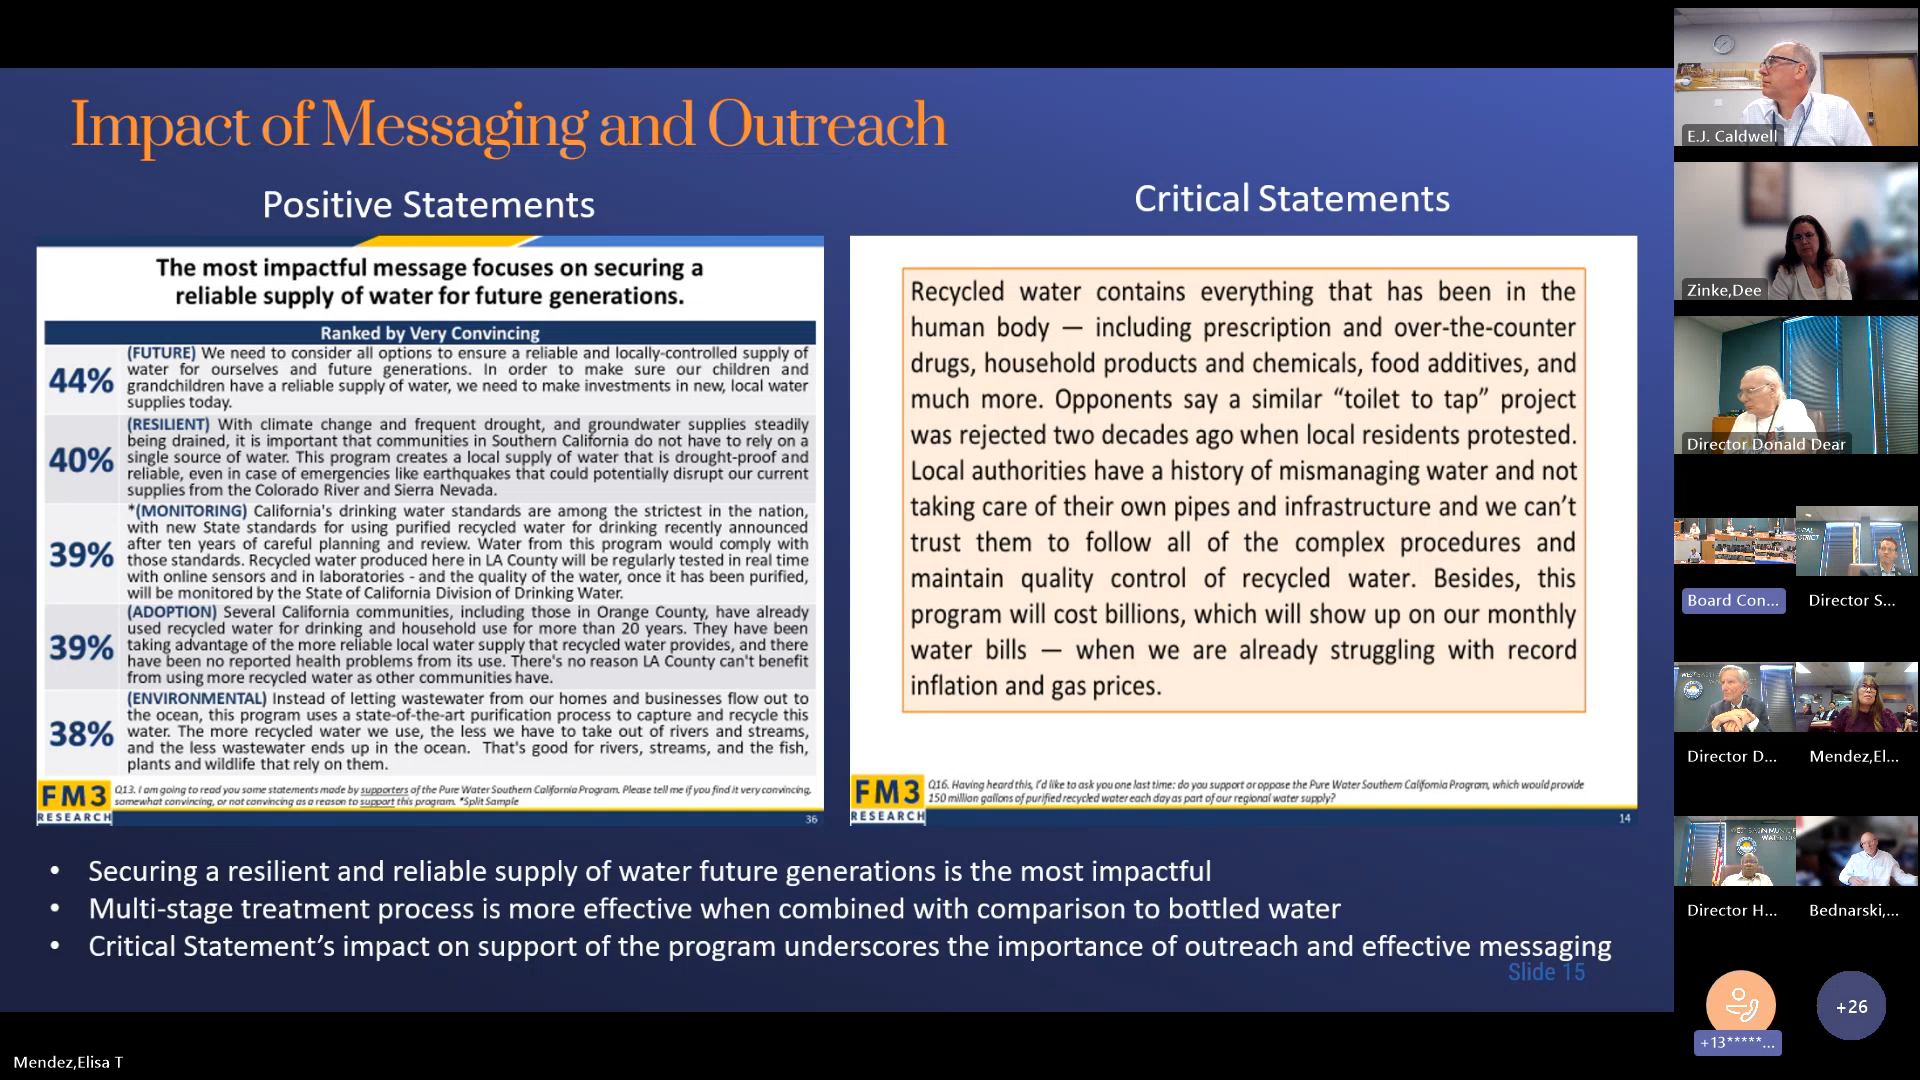 Impact of Messaging and Outreach
Positive Statements
The most impactful message focuses on securing a
reliable supply of water for future generations.
Ranked by Very Convincing
44%
(FUTURE) We need to consider all options to ensure a reliable and locally-controlled supply of
water for ourselves and future generations. In order to make sure our children and
grandchildren have a reliable supply of water, we need to make investments in new, local water
supplies today.
40%
(RESILIENT) With climate change and frequent drought, and groundwater supplies steadily
being drained, it is important that communities in Southern California do not have to rely on a
single source of water. This program creates a local supply of water that is drought-proof and
reliable, even in case of emergencies like earthquakes that could potentially disrupt our current
supplies from the Colorado River and Sierra Nevada.
39%
*(MONITORING) California's drinking water standards are among the strictest in the nation,
with new State standards for using purified recycled water for drinking recently announced
after ten years of careful planning and review. Water from this program would comply with
those standards. Recycled water produced here in LA County will be regularly tested in real time
with online sensors and in laboratories - and the quality of the water, once it has been purified,
will be monitored by the State of California Division of Drinking Water.
39%
(ADOPTION) Several California communities, including those in Orange County, have already
used recycled water for drinking and household use for more than 20 years. They have been
taking advantage of the more reliable local water supply that recycled water provides, and there
have been no reported health problems from its use. There's no reason LA County can't benefit
from using more recycled water as other communities have.
38%
(ENVIRONMENTAL) Instead of letting wastewater from our homes and businesses flow out to
the ocean, this program uses a state-of-the-art purification process to capture and recycle this
water. The more recycled water we use, the less we have to take out of rivers and streams,
and the less wastewater ends up in the ocean. That's good for rivers, streams, and the fish,
plants and wildlife that rely on them.
FM3
RESEARCH
Q13. I am going to read you some statements made by supporters of the Pure Water Southern California Program. Please tell me if you find it very convincing,
somewhat convincing, or not convincing as a reason to support this program. *Split Sample
36
Critical Statements
Recycled water contains everything that has been in the
human body — including prescription and over-the-counter
drugs, household products and chemicals, food additives, and
much more. Opponents say a similar “toilet to tap” project
was rejected two decades ago when local residents protested.
Local authorities have a history of mismanaging water and not
taking care of their own pipes and infrastructure and we can’t
trust them to follow all of the complex procedures and
maintain quality control of recycled water. Besides, this
program will cost billions, which will show up on our monthly
water bills — when we are already struggling with record
inflation and gas prices.
FM3
RESEARCH
Q16. Having heard this, I'd like to ask you one last time: do you support or oppose the Pure Water Southern California Program, which would provide
150 million gallons of purified recycled water each day as part of our regional water supply?
14
• Securing a resilient and reliable supply of water future generations is the most impactful
• Multi-stage treatment process is more effective when combined with comparison to bottled water
• Critical Statement’s impact on support of the program underscores the importance of outreach and effective messaging
Slide 15
Mendez,Elisa T
E.J. Caldwell
Zinke,Dee
Director Donald Dear
Board Con...
Director S...
Director D...
Mendez,El...
Director H...
Bednarski,...
+13*****...
+26